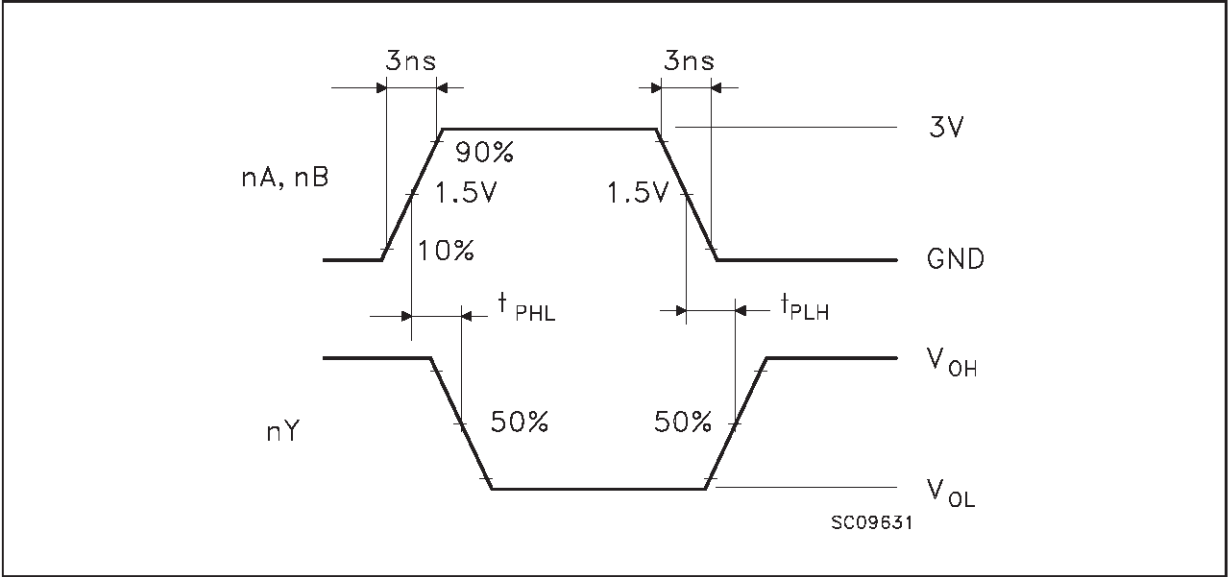 3ns 3ns
3V
90%
nA, nB
1.5V 1.5V
10%
GND
t PHL tPLH
VOH
50% 50%
nY
VOL
SC09631